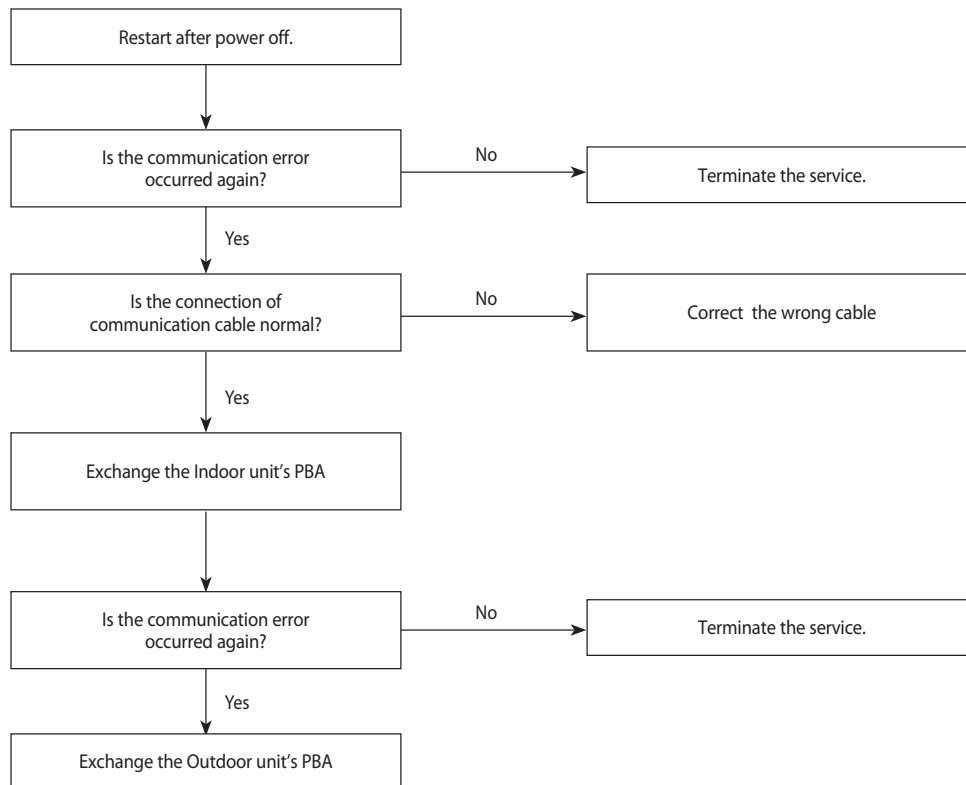 Restart after power off.
Is the communication error
occurred again?
No
Terminate the service.
Yes
Is the connection of
communication cable normal?
No
Correct the wrong cable
Yes
Exchange the Indoor unit's PBA
Is the communication error
occurred again?
No
Terminate the service.
Yes
Exchange the Outdoor unit's PBA